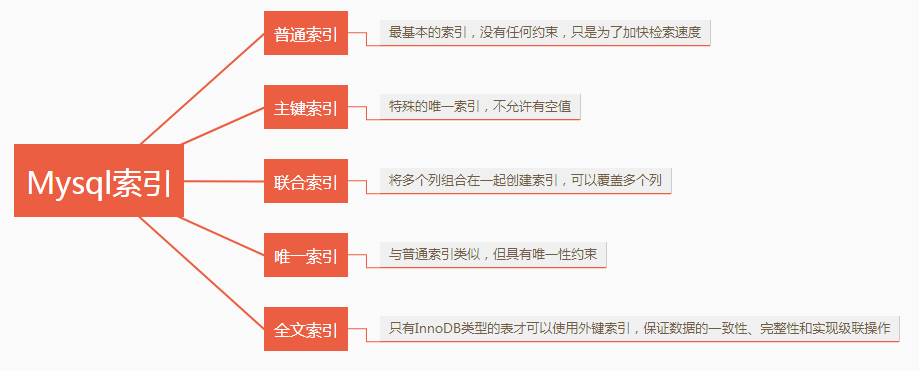 Mysql索引
普通索引
最基本的索引，没有任何约束，只是为了加快检索速度
主键索引
特殊的唯一索引，不允许有空值
联合索引
将多个列组合在一起创建索引，可以覆盖多个列
唯一索引
与普通索引类似，但具有唯一性约束
全文索引
只有InnoDB类型的表才可以使用外键索引，保证数据的一致性、完整性和实现级联操作